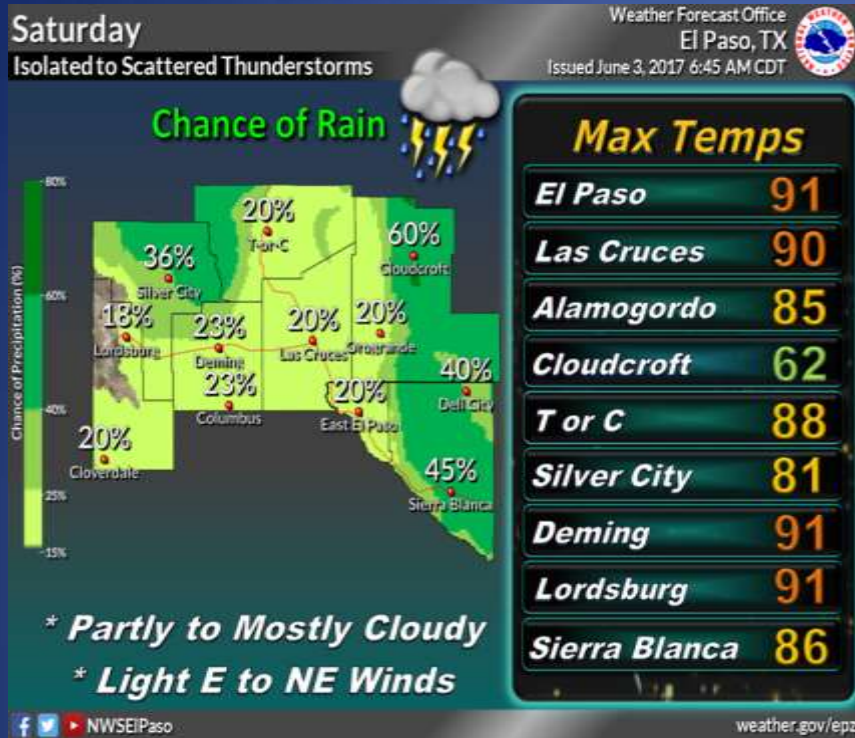 Saturday
Isolated to Scattered Thunderstorms
Weather Forecast Office
El Paso, TX
Issued June 3, 2017 6:45 AM CDT
Chance of Rain
Chance of Precipitation (%)
80%
60%
40%
25%
15%
20%
T or C
60%
Cloudcroft
36%
Silver City
18%
Lordsburg
23%
Deming
20%
Las Cruces
20%
Orogrande
40%
Dell City
23%
Columbus
20%
East El Paso
20%
Cloverdale
45%
Sierra Blanca
* Partly to Mostly Cloudy
* Light E to NE Winds
Max Temps
El Paso 91
Las Cruces 90
Alamogordo 85
Cloudcroft 62
T or C 88
Silver City 81
Deming 91
Lordsburg 91
Sierra Blanca 86
NWSElPaso
weather.gov/epz